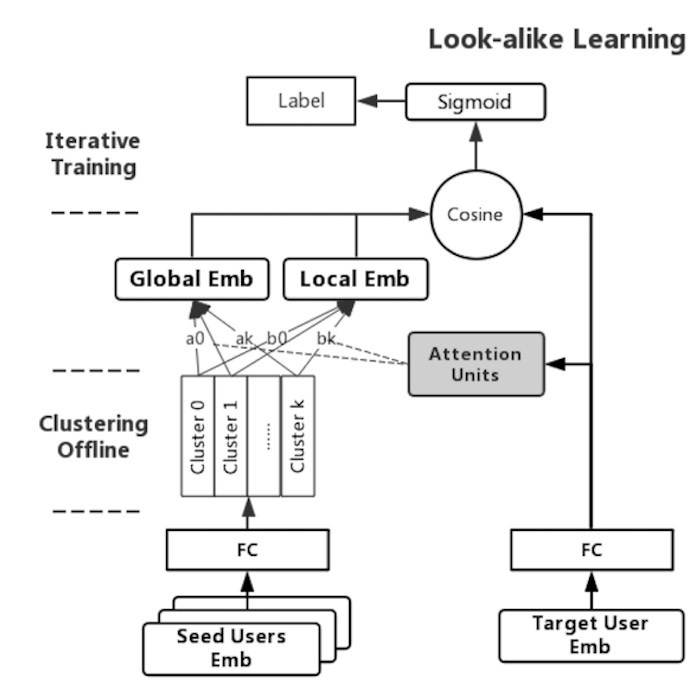 Look-alike Learning
Label
Sigmoid
Iterative
Training
Cosine
Global Emb
Local Emb
a0
ak
b0
bk
Attention
Units
Clustering
Offline
Cluster 0
Cluster 1
......
Cluster k
FC
FC
Seed Users
Emb
Target User
Emb